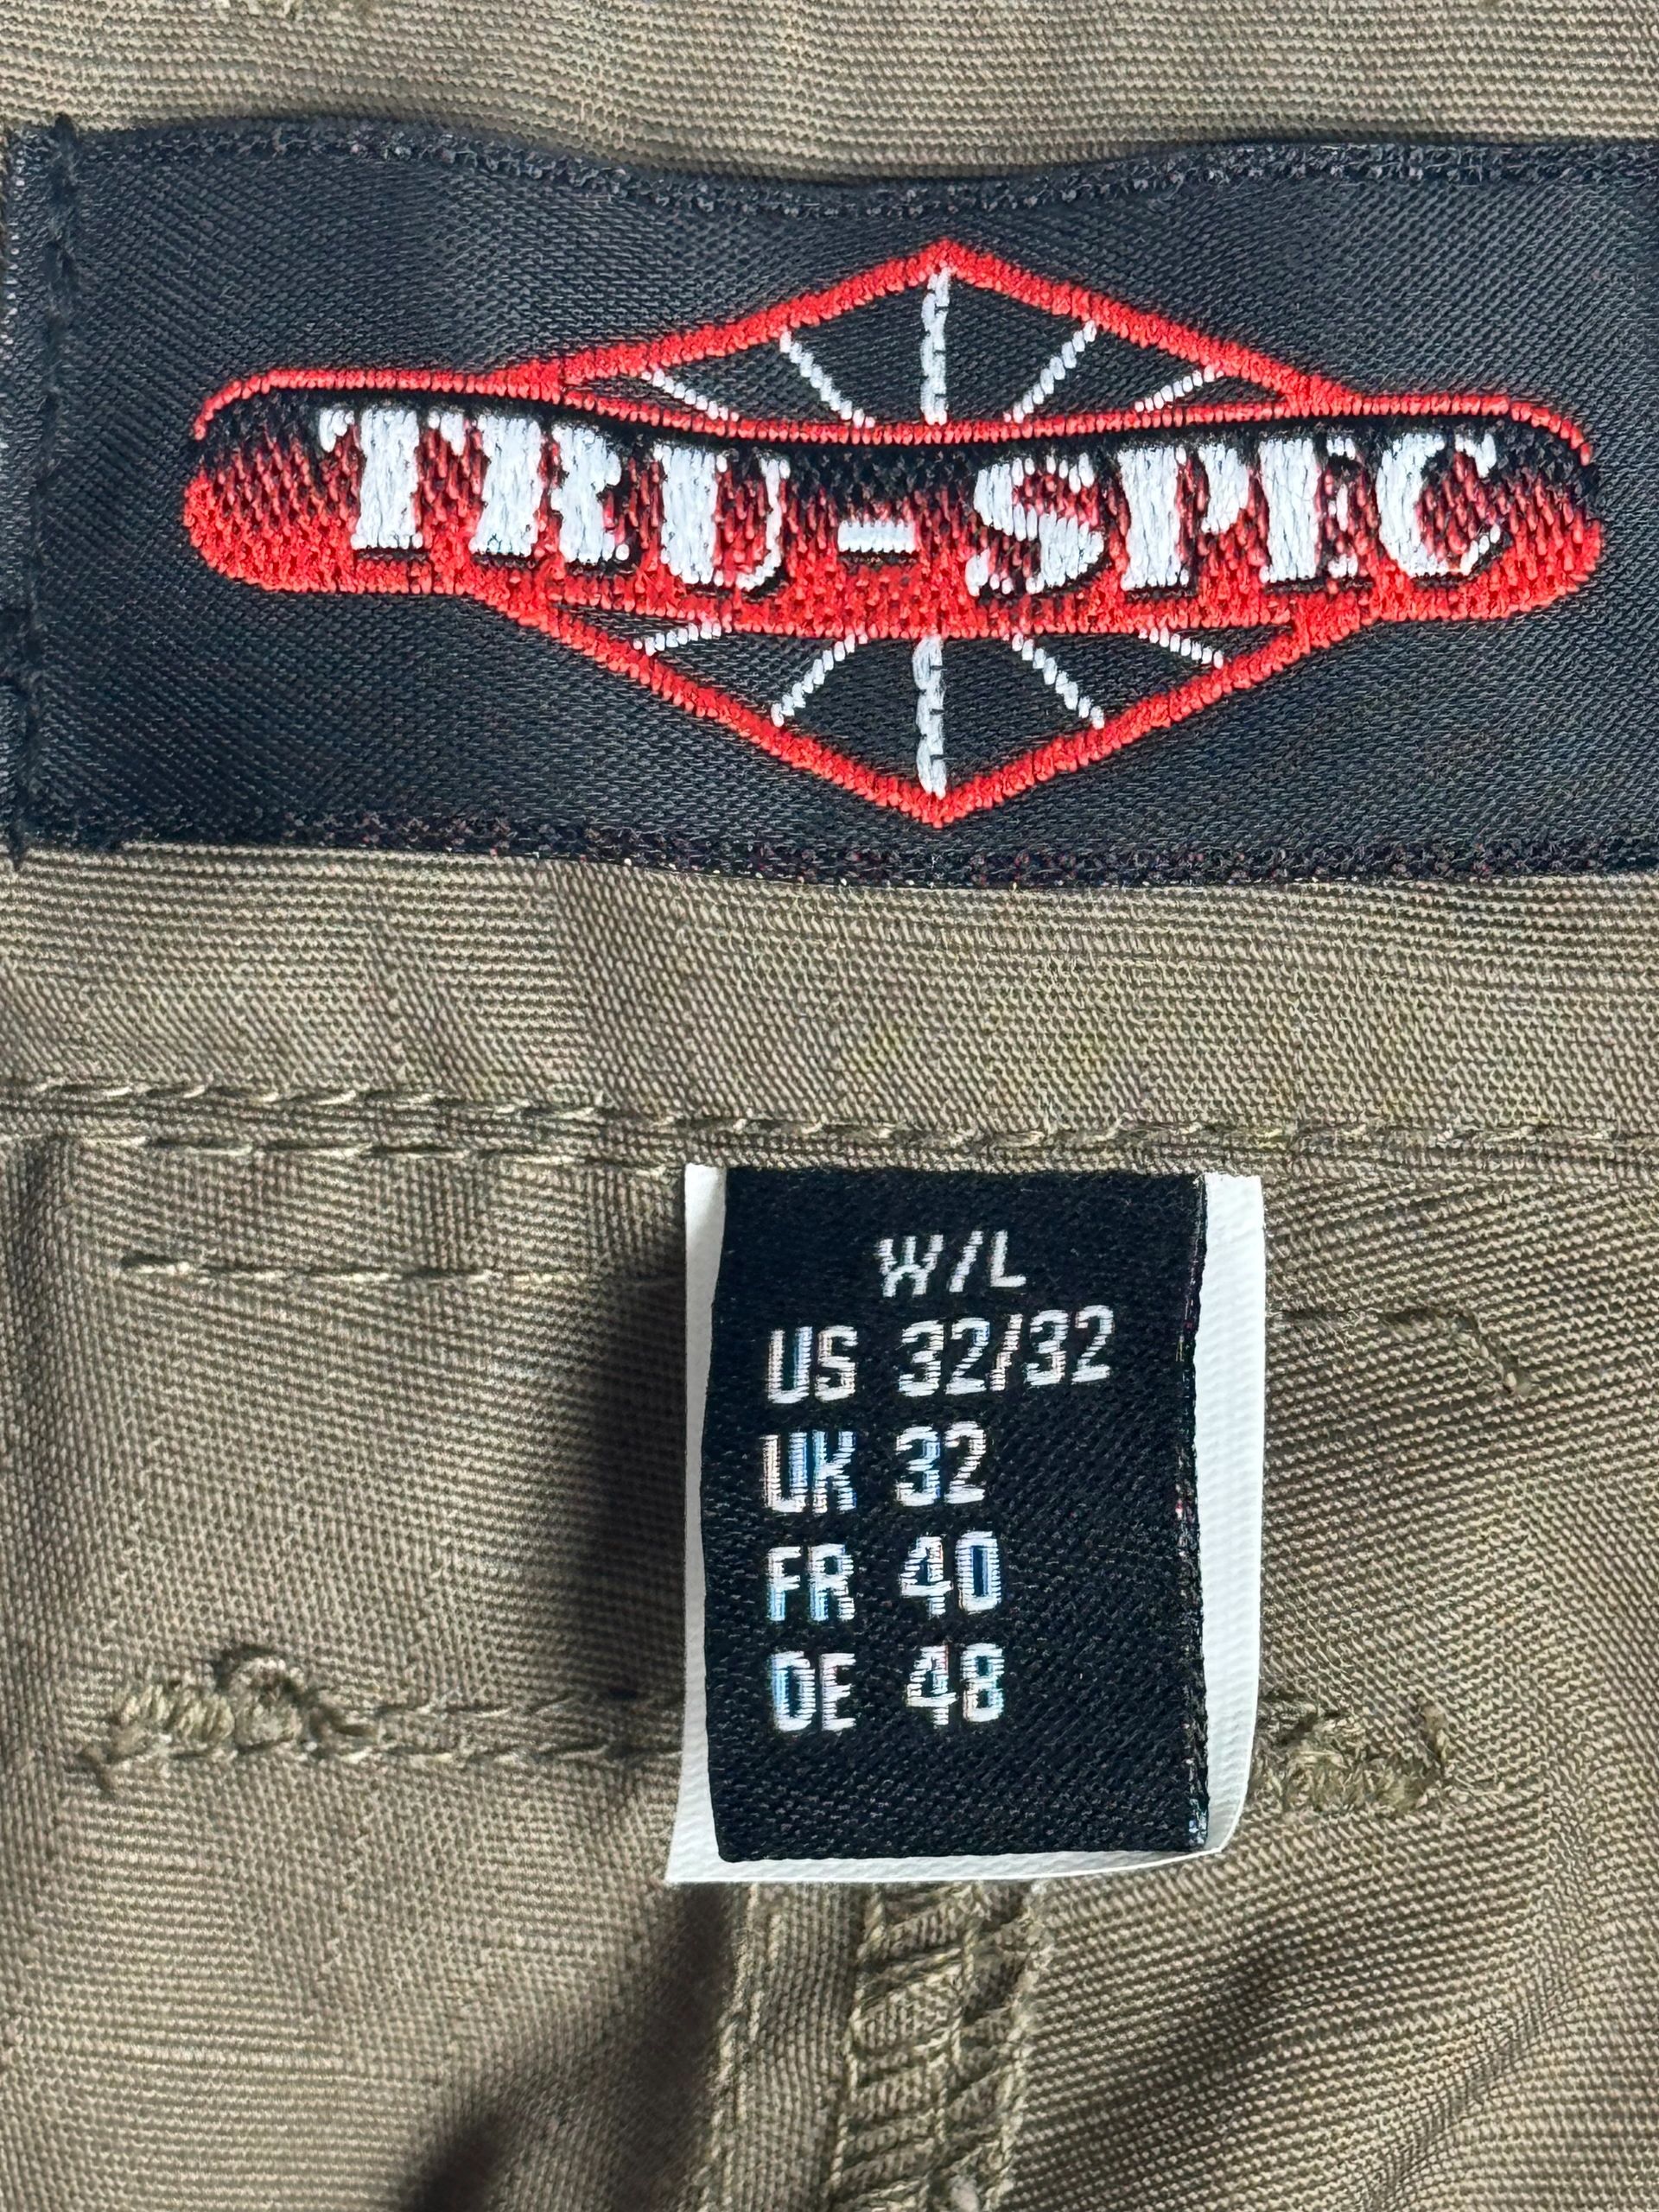 TRU-SPEC
W/L
US 32/32
UK 32
FR 40
DE 48